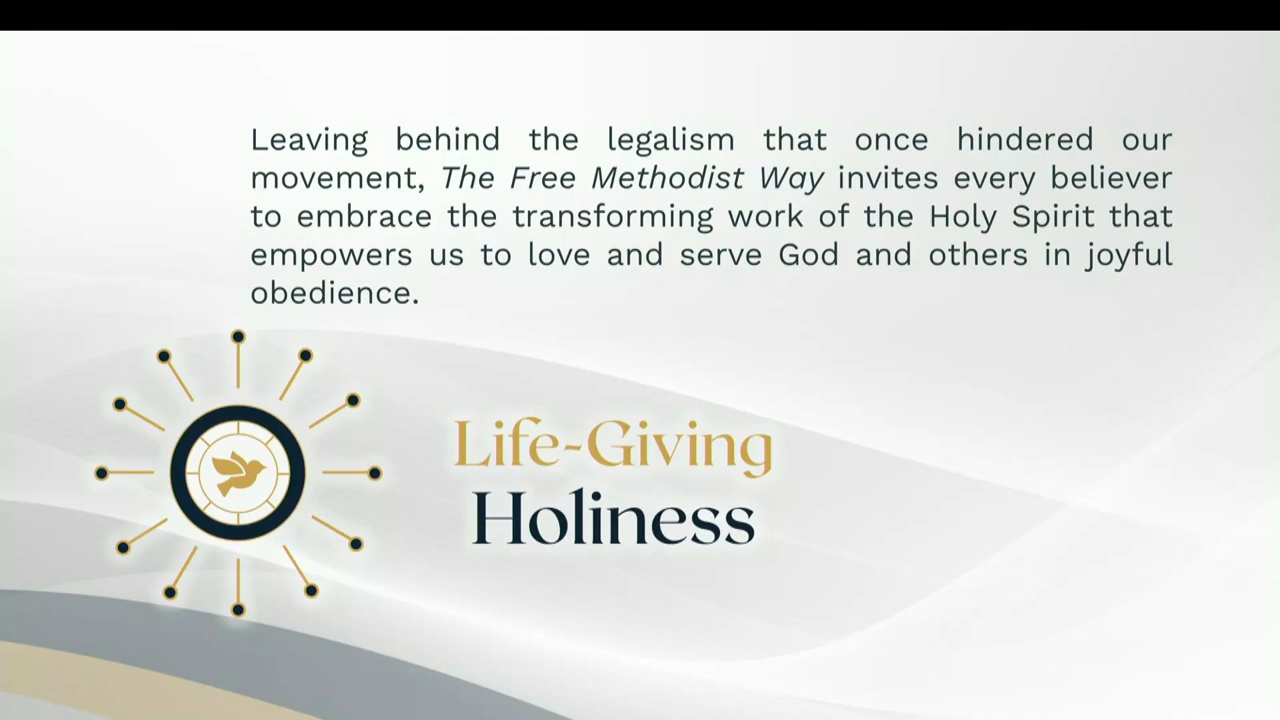 Leaving behind the legalism that once hindered our
movement, The Free Methodist Way invites every believer
to embrace the transforming work of the Holy Spirit that
empowers us to love and serve God and others in joyful
obedience.
Life-Giving
Holiness